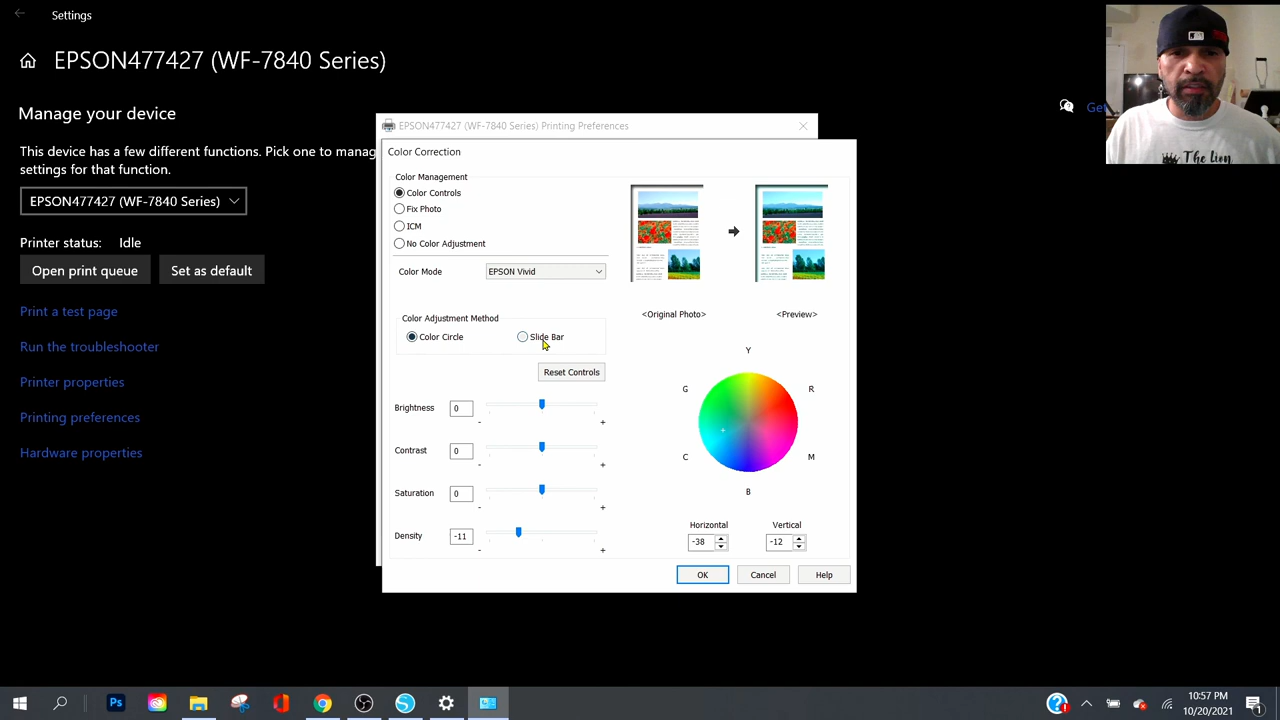 Settings
EPSON477427 (WF-7840 Series)
Manage your device
This device has a few different functions. Pick one to manag
settings for that function.
EPSON477427 (WF-7840 Series)
Printer status: Idle
Open print queue
Set as default
Print a test page
Run the troubleshooter
Printer properties
Printing preferences
Hardware properties
Get
EPSON477427 (WF-7840 Series) Printing Preferences
Color Correction
Color Management
Color Controls
Fix Photo
ICM
No Color Adjustment
Color Mode
EPSON Vivid
<Original Photo>
<Preview>
Color Adjustment Method
Color Circle
Slide Bar
Reset Controls
Brightness
0
- +
Contrast
0
- +
Saturation
0
- +
Density
-11
- +
Y
G R
C M
B
Horizontal Vertical
-38 -12
OK Cancel Help
The Lion
Ps
10:57 PM
10/20/2021
1